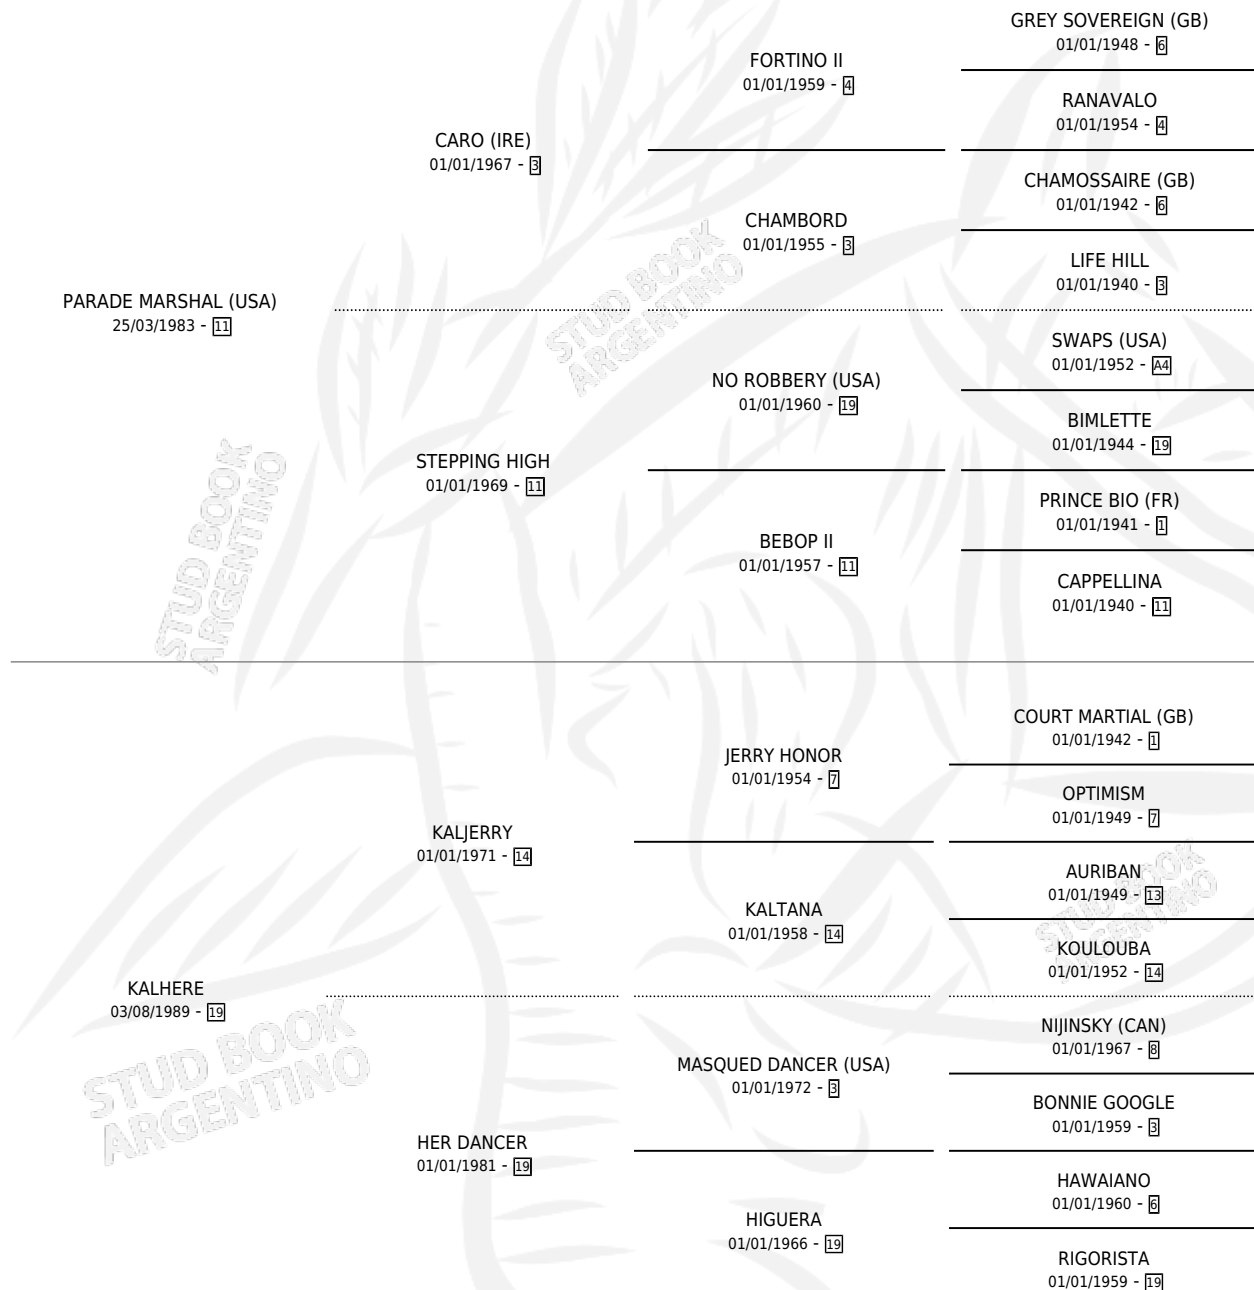 GREY SOVEREIGN (GB)
01/01/1948 - 6
FORTINO II
01/01/1959 - 4
RANAVALO
01/01/1954 - 4
CARO (IRE)
01/01/1967 - 3
CHAMOSSAIRE (GB)
01/01/1942 - 6
CHAMBORD
01/01/1955 - 3
LIFE HILL
01/01/1940 - 3
PARADE MARSHAL (USA)
25/03/1983 - 11
STUD BOOK
ARGENTINO
SWAPS (USA)
01/01/1952 - A4
NO ROBBERY (USA)
01/01/1960 - 19
BIMLETTE
01/01/1944 - 19
STEPPING HIGH
01/01/1969 - 11
PRINCE BIO (FR)
01/01/1941 - 1
BEBOP II
01/01/1957 - 11
CAPPELLINA
01/01/1940 - 11
STUD BOOK
ARGENTINO
COURT MARTIAL (GB)
01/01/1942 - 1
JERRY HONOR
01/01/1954 - 7
OPTIMISM
01/01/1949 - 7
KALJERRY
01/01/1971 - 14
AURIBAN
01/01/1949 - 13
KALTANA
01/01/1958 - 14
KOULOUBA
01/01/1952 - 14
STUD BOOK
ARGENTINO
KALHERE
03/08/1989 - 19
NIJINSKY (CAN)
01/01/1967 - 8
MASQUED DANCER (USA)
01/01/1972 - 3
BONNIE GOOGLE
01/01/1959 - 3
STUD BOOK
ARGENTINO
HER DANCER
01/01/1981 - 19
HAWAIANO
01/01/1960 - 6
HIGUERA
01/01/1966 - 19
RIGORISTA
01/01/1959 - 19